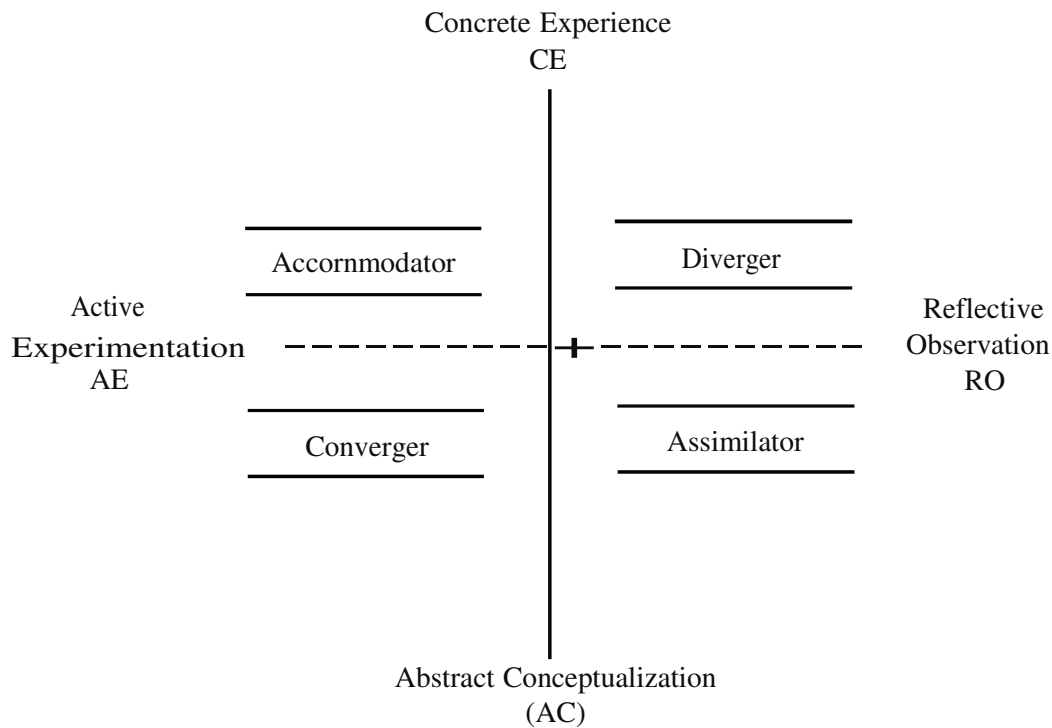 Concrete Experience
CE
Accornmodator
Diverger
Active
Experimentation
AE
Reflective
Observation
RO
Converger
Assimilator
Abstract Conceptualization
(AC)